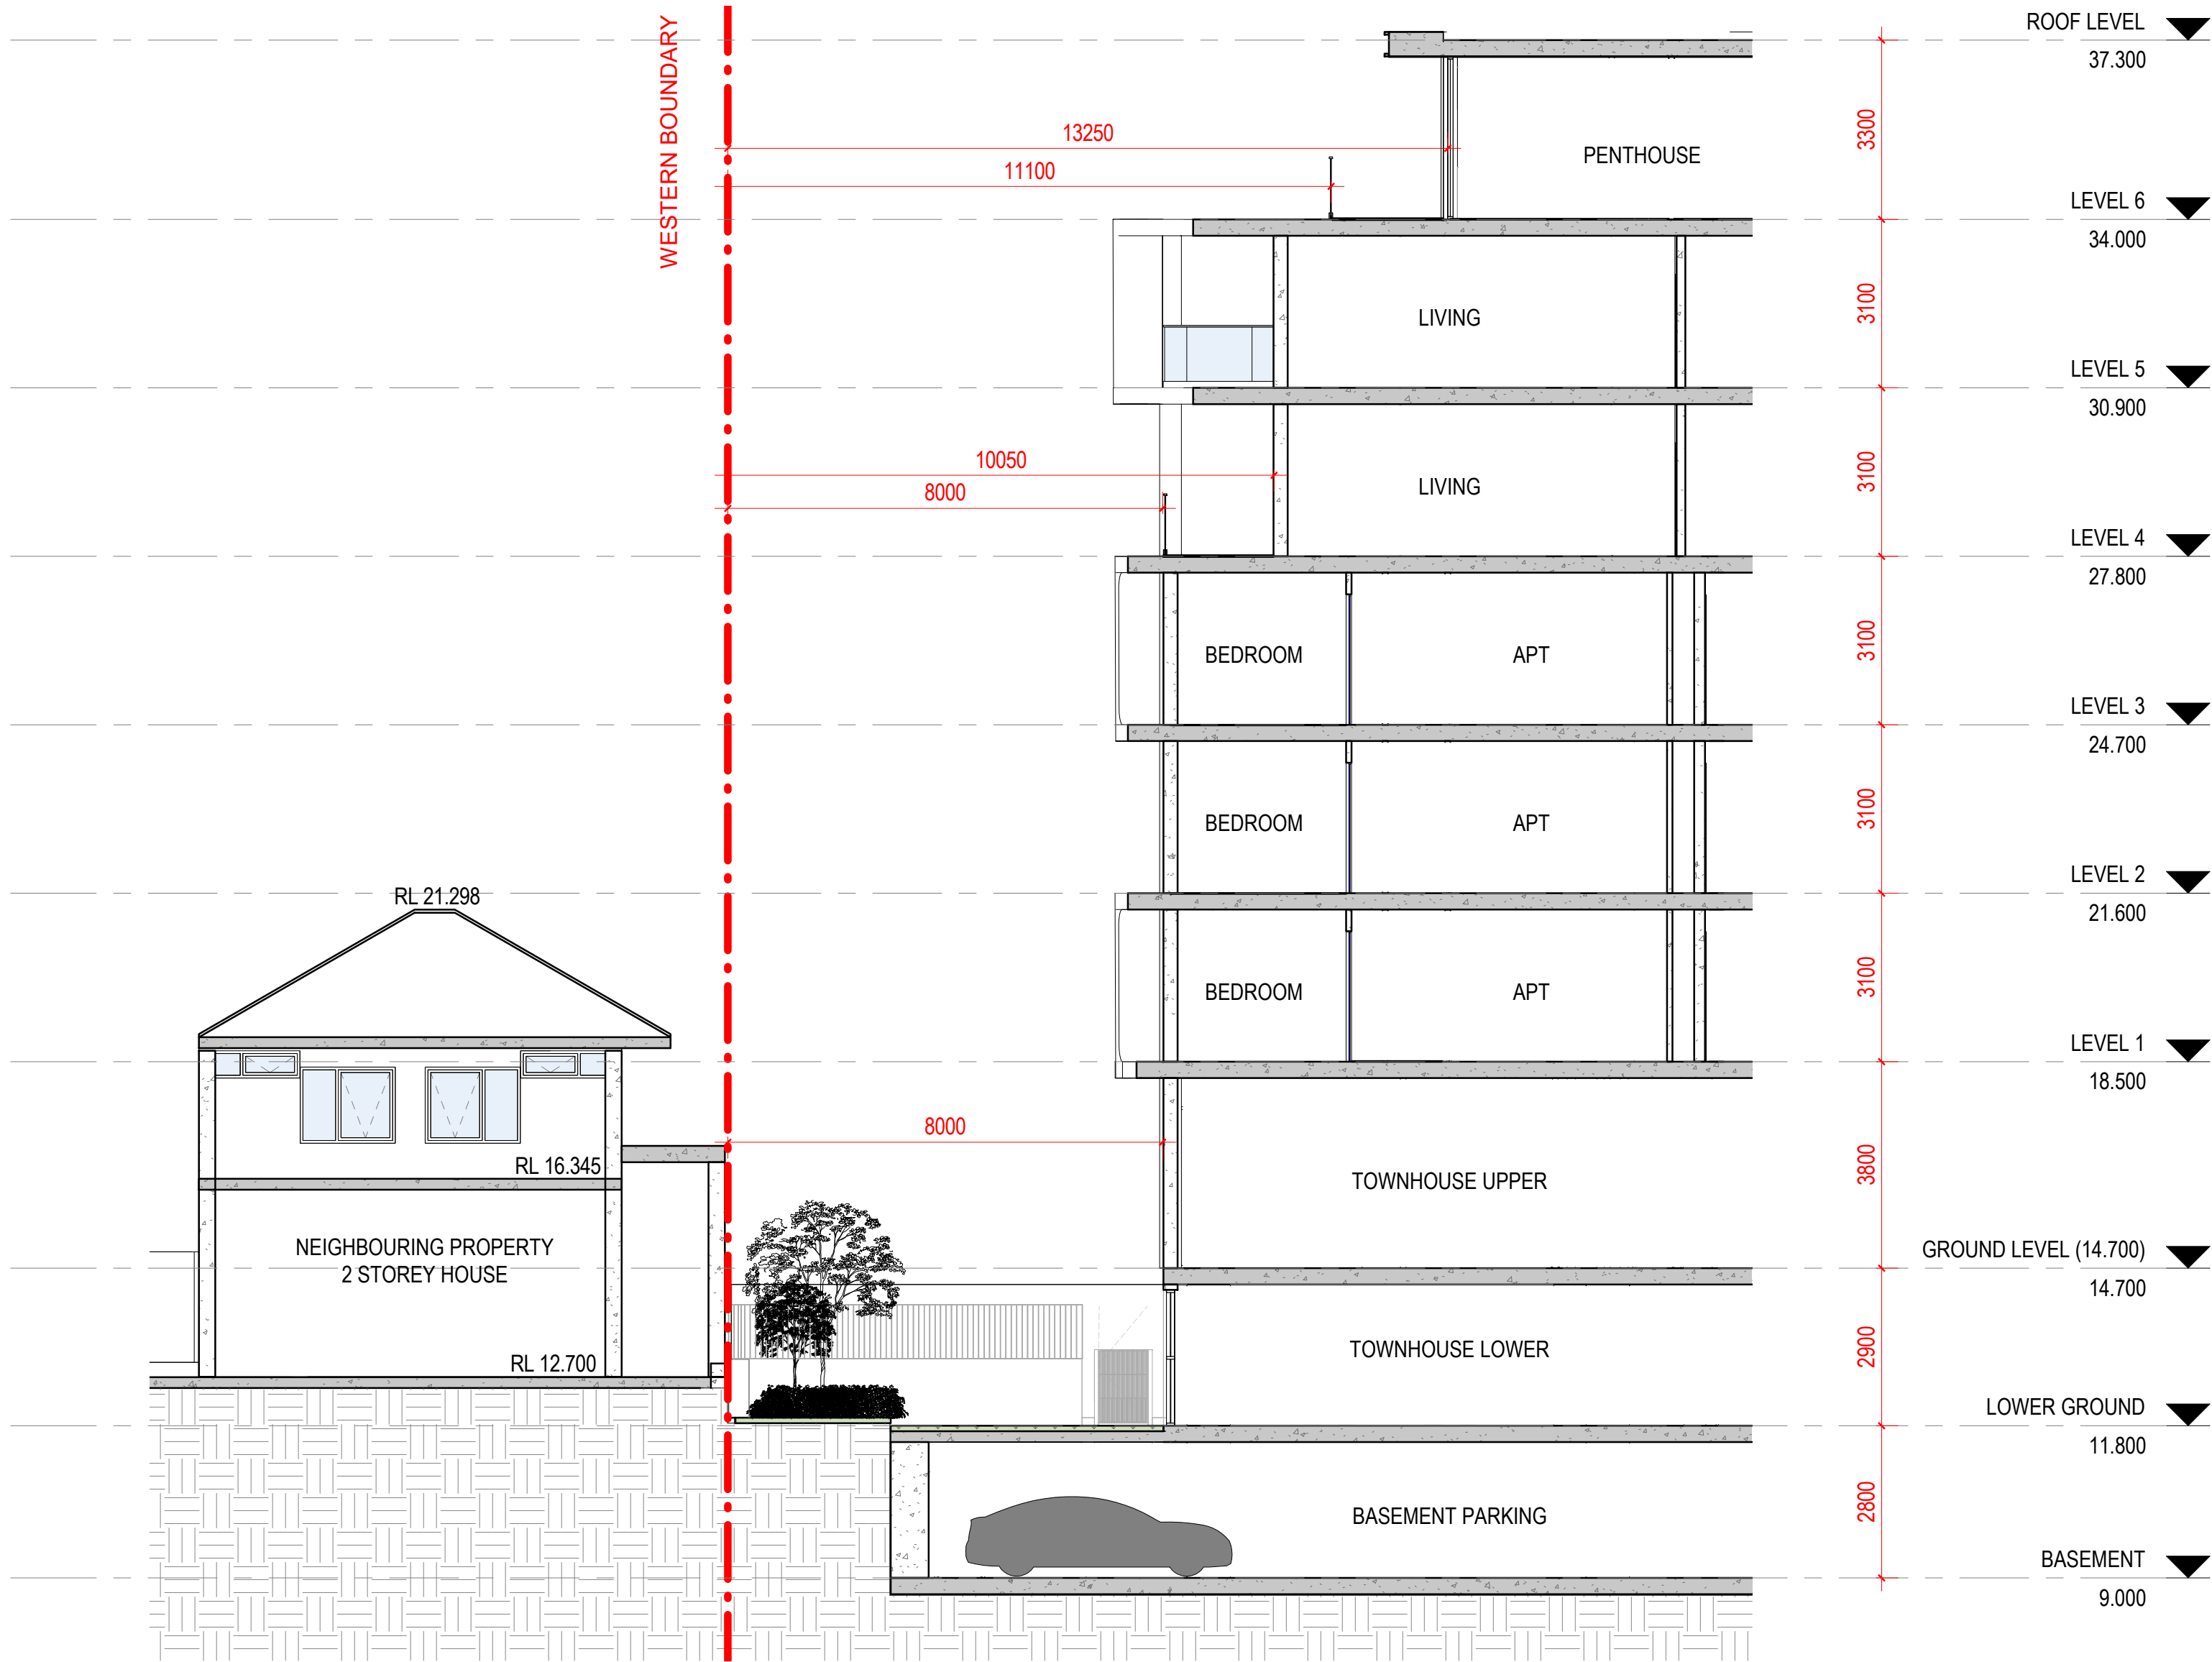 ROOF LEVEL
37.300
WESTERN BOUNDARY
13250
3300
PENTHOUSE
11100
LEVEL 6
34.000
3100
LIVING
LEVEL 5
30.900
10050
3100
LIVING
8000
LEVEL 4
27.800
3100
BEDROOM
APT
LEVEL 3
24.700
3100
BEDROOM
APT
LEVEL 2
RL 21.298
21.600
3100
BEDROOM
APT
LEVEL 1
18.500
8000
3800
RL 16.345
TOWNHOUSE UPPER
NEIGHBOURING PROPERTY
2 STOREY HOUSE
GROUND LEVEL (14.700)
14.700
2900
TOWNHOUSE LOWER
RL 12.700
LOWER GROUND
11.800
2800
BASEMENT PARKING
BASEMENT
9.000